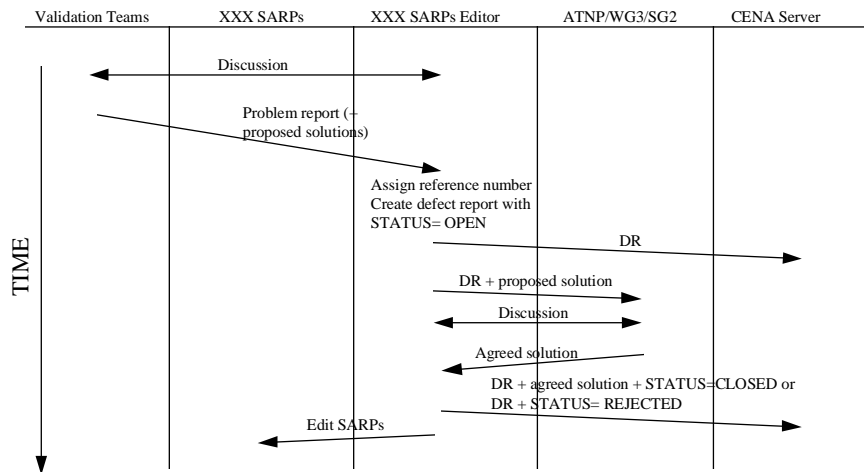 Validation Teams
XXX SARPs
XXX SARPs Editor
ATNP/WG3/SG2
CENA Server
Discussion
Problem report (+
proposed solutions)
Assign reference number
Create defect report with
STATUS= OPEN
DR
TIME
DR + proposed solution
Discussion
Agreed solution
DR + agreed solution + STATUS=CLOSED or
DR + STATUS= REJECTED
Edit SARPs